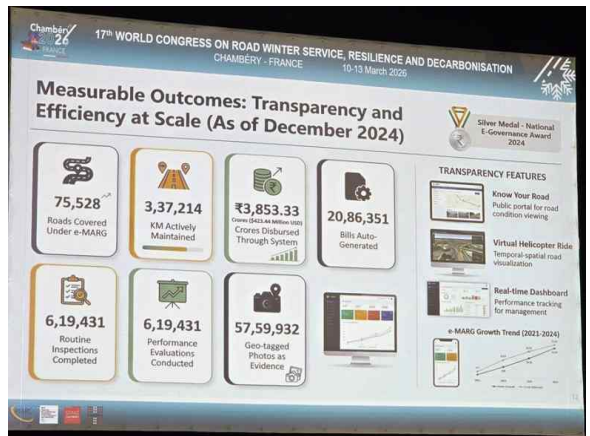 Chambéry
26
FRANCE
17th WORLD CONGRESS ON ROAD WINTER SERVICE, RESILIENCE AND DECARBONISATION
CHAMBÉRY - FRANCE 10-13 March 2026
Measurable Outcomes: Transparency and
Efficiency at Scale (As of December 2024)
Silver Medal - National
E-Governance Award
2024
75,528
Roads Covered
Under e-MARG
3,37,214
KM Actively
Maintained
₹3,853.33
Crores ($423.44 Million USD)
Crores Disbursed
Through System
20,86,351
Bills Auto-
Generated
6,19,431
Routine
Inspections
Completed
6,19,431
Performance
Evaluations
Conducted
57,59,932
Geo-tagged
Photos as
Evidence
TRANSPARENCY FEATURES
Know Your Road
Public portal for road
condition viewing
Virtual Helicopter Ride
Temporal-spatial road
visualization
Real-time Dashboard
Performance tracking
for management
e-MARG Growth Trend (2021-2024)